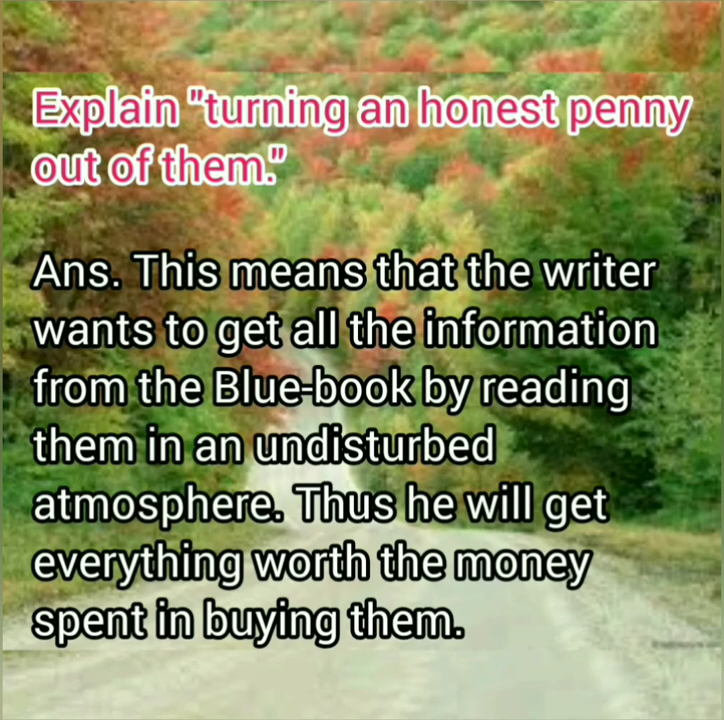 Explain "turning an honest penny
out of them."
Ans. This means that the writer
wants to get all the information
from the Blue-book by reading
them in an undisturbed
atmosphere. Thus he will get
everything worth the money
spent in buying them.